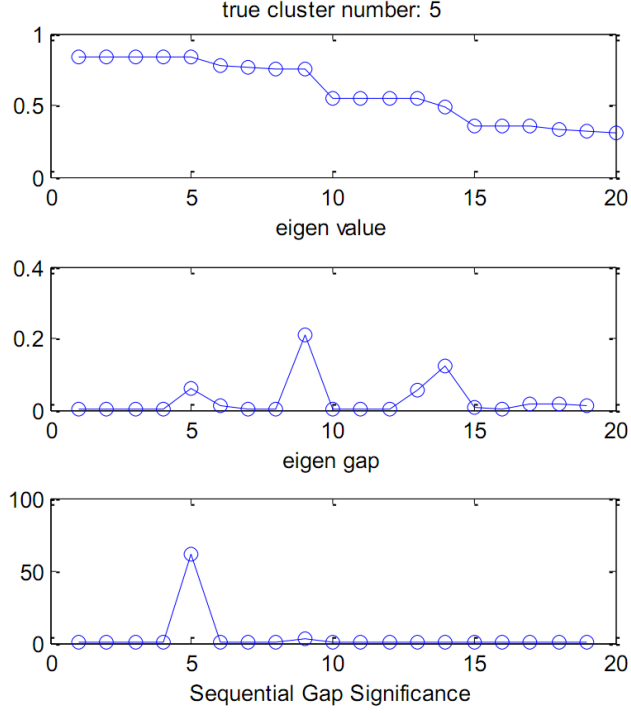 true cluster number: 5
1
0.5
0
0 5 10 15 20
eigen value
0.4
0.2
0
0 5 10 15 20
eigen gap
100
50
0
0 5 10 15 20
Sequential Gap Significance